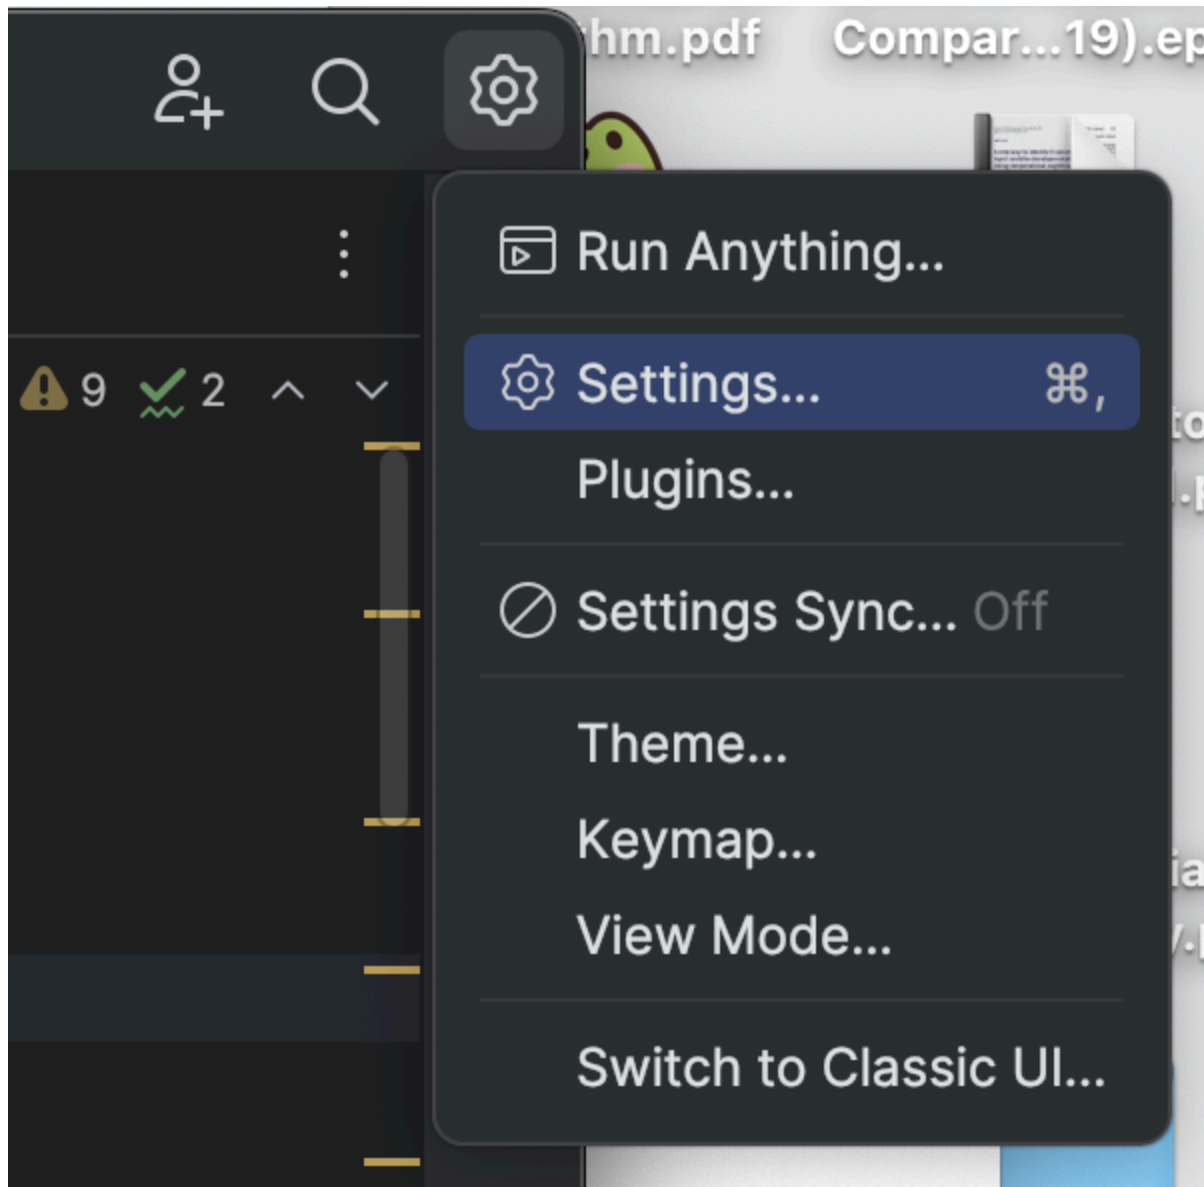 hm.pdf
Compar...19).ep
Run Anything...
9 2
Settings... ⌘,
Plugins...
Settings Sync... Off
Theme...
Keymap...
View Mode...
Switch to Classic UI...